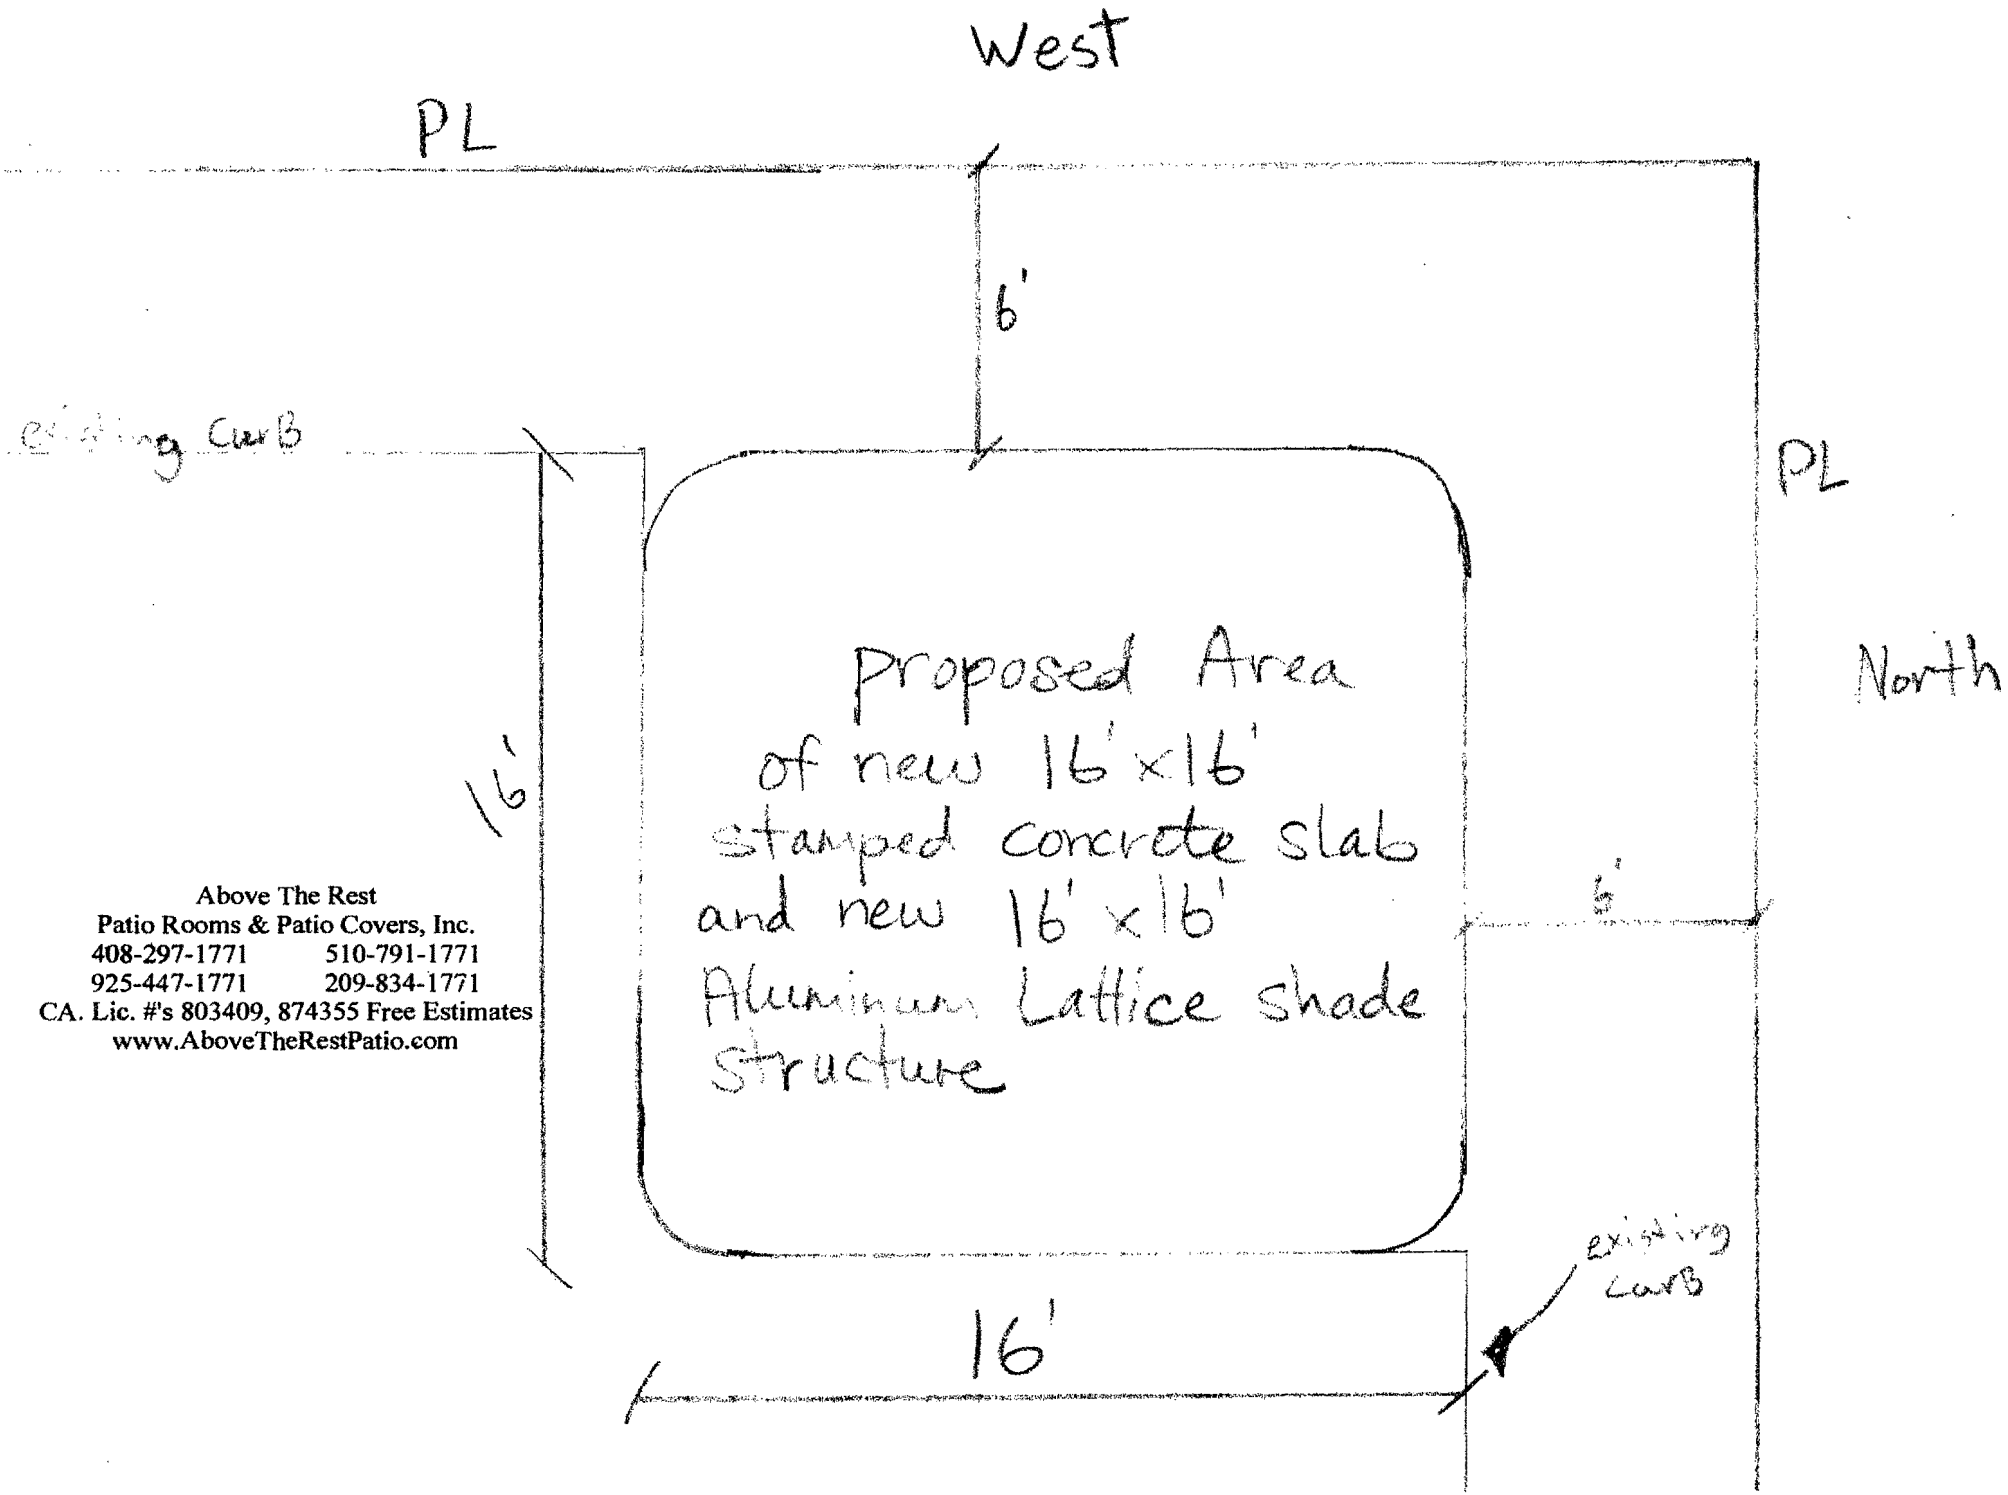 West
PL
6'
existing CurB
PL
proposed Area
of new 16'x16'
stamped concrete slab
and new 16'x16'
Aluminum Lattice shade
structure
North
16'
6'
Above The Rest
Patio Rooms & Patio Covers, Inc.
408-297-1771 510-791-1771
925-447-1771 209-834-1771
CA. Lic. #'s 803409, 874355 Free Estimates
www.AboveTheRestPatio.com
existing
curB
16'